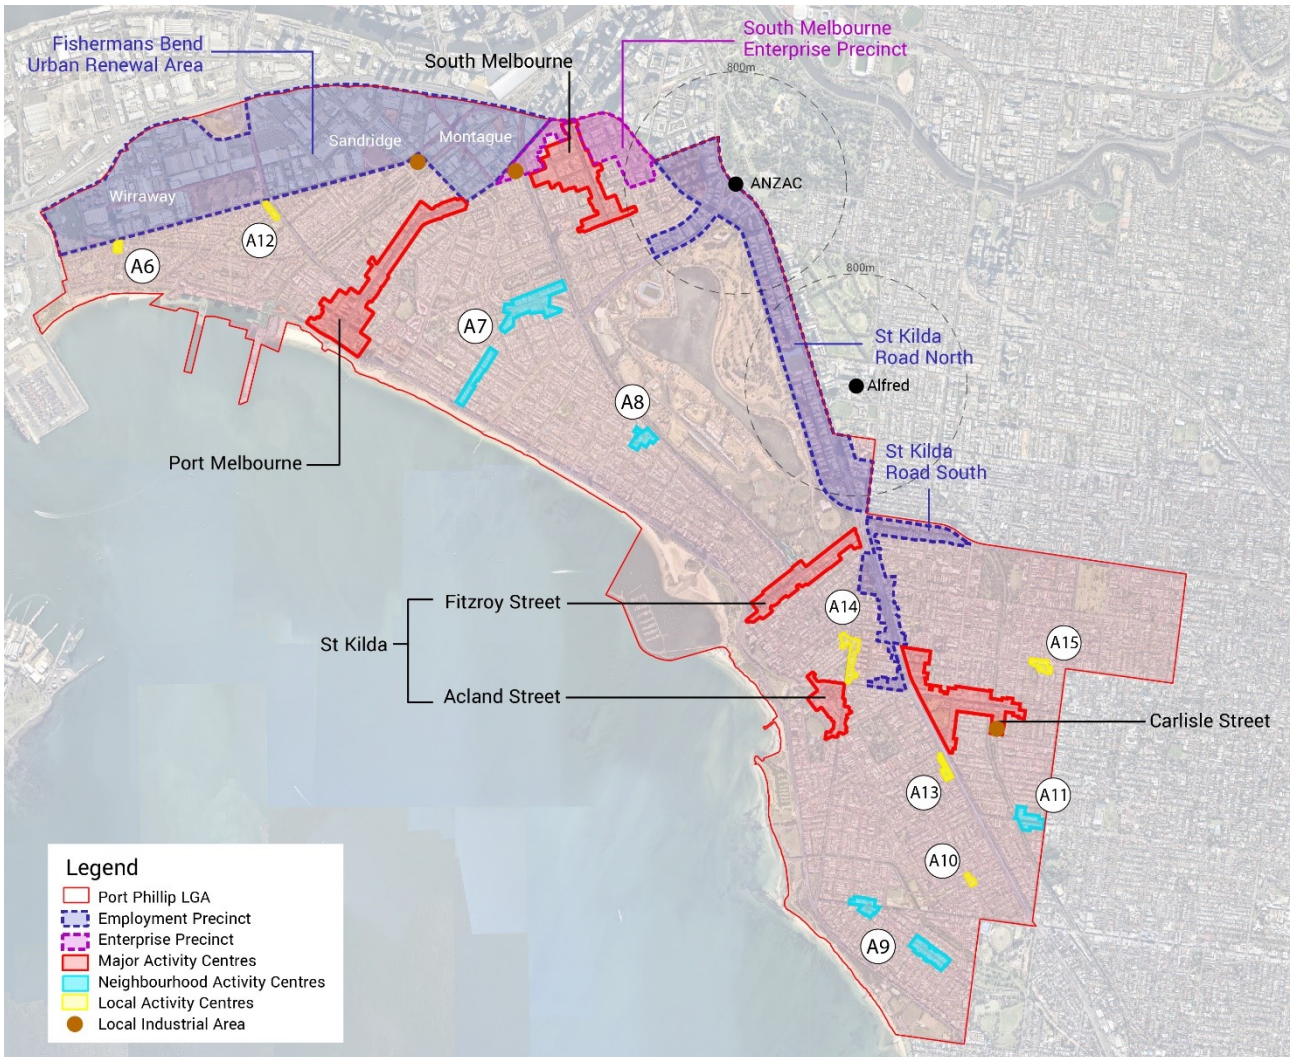 Fishermans Bend
Urban Renewal Area
South Melbourne
South Melbourne
Enterprise Precinct
800m
Sandridge
Montague
Wirraway
ANZAC
A12
A6
800m
A7
St Kilda
Road North
Alfred
A8
Port Melbourne
St Kilda
Road South
Fitzroy Street
A14
St Kilda
A15
Acland Street
Carlisle Street
A13
A11
A10
A9
Legend
Port Phillip LGA
Employment Precinct
Enterprise Precinct
Major Activity Centres
Neighbourhood Activity Centres
Local Activity Centres
Local Industrial Area